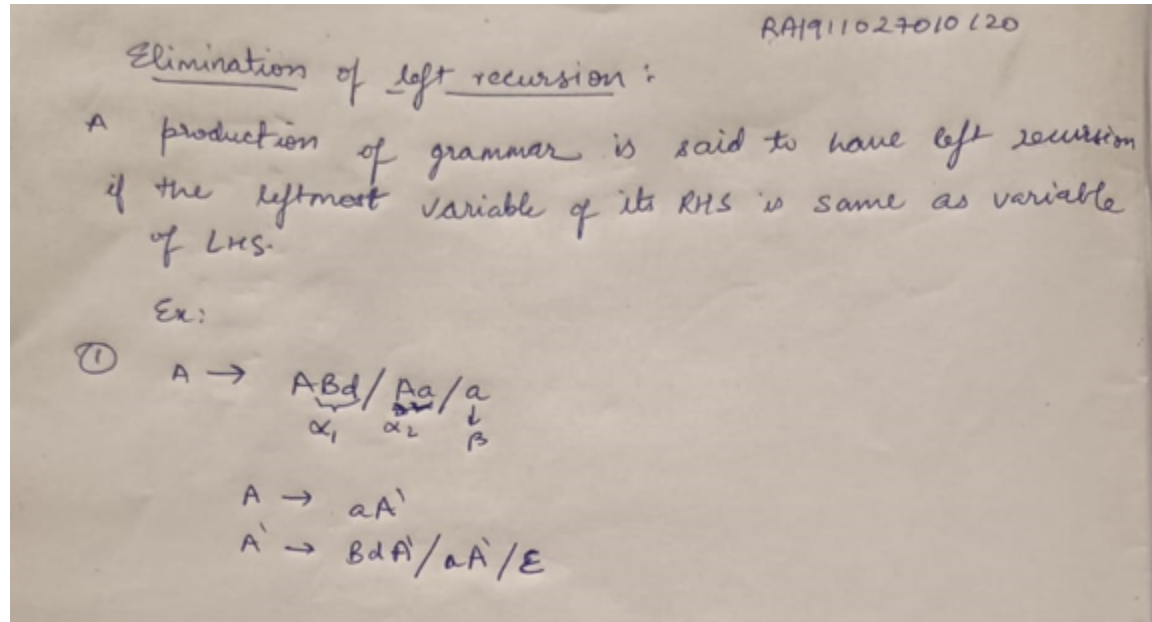 RA1911027010120
Elimination of left recursion :
A production of grammar is said to have left recursion
if the leftmost variable of its RHS is same as variable
of LHS.
Ex:
① A → ABd/Aa/a
α₁ α₂ β
A → aA'
A' → BdA'/aA'/ε